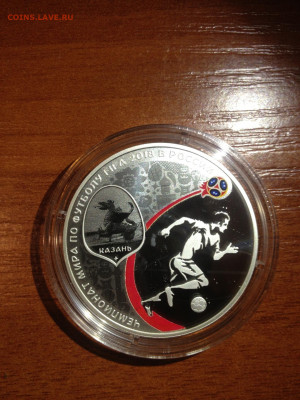 COINS.LAVE.RU
ЧЕМПИОНАТ МИРА ПО ФУТБОЛУ FIFA 2018 В РОССИИ
КАЗАНЬ